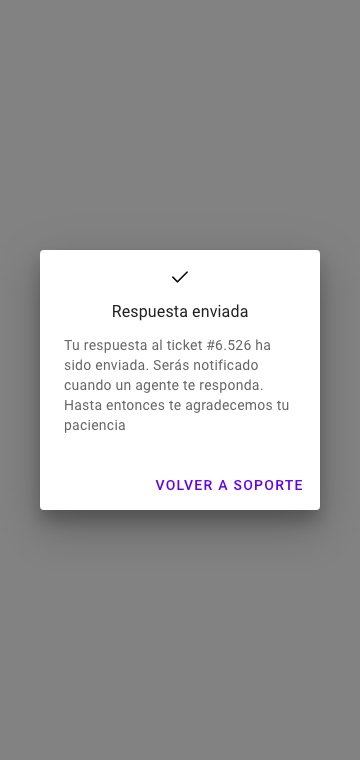 Respuesta enviada
Tu respuesta al ticket #6.526 ha
sido enviada. Serás notificado
cuando un agente te responda.
Hasta entonces te agradecemos tu
paciencia
VOLVER A SOPORTE